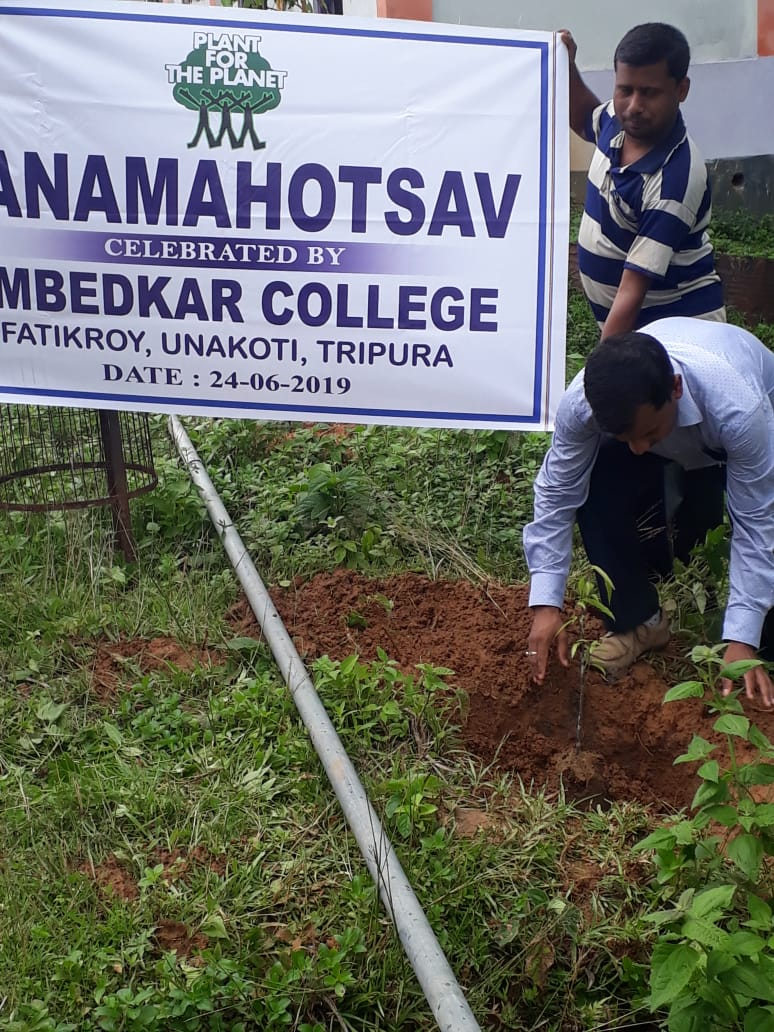 PLANT
FOR
THE PLANET
ANAMAHOTSAV
CELEBRATED BY
MBEDKAR COLLEGE
FATIKROY, UNAKOTI, TRIPURA
DATE : 24-06-2019